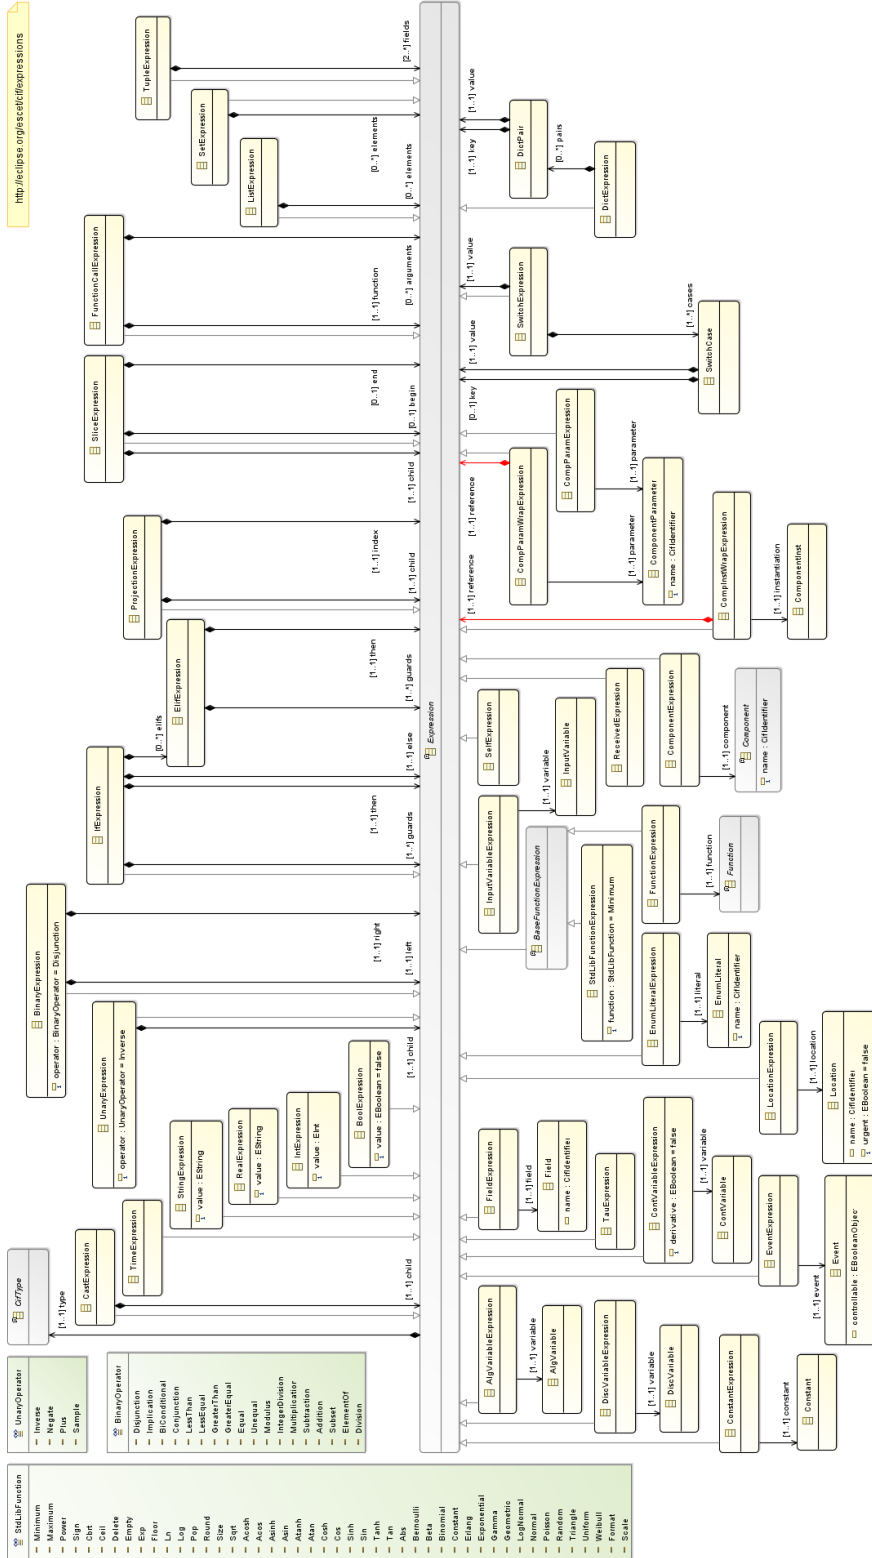 StdLibFunction
Minimum
Maximum
Power
Sign
Cbrt
Ceil
Delete
Empty
Exp
Floor
Ln
Log
Pop
Round
Size
Sqrt
Acosh
Acos
Asinh
Asin
Atanh
Atan
Cosh
Cos
Sinh
Sin
Tanh
Tan
Abs
Bernoulli
Beta
Binomial
Constant
Erlang
Exponential
Gamma
Geometric
LogNormal
Normal
Poisson
Random
Triangle
Uniform
Weibull
Format
Scale
UnaryOperator
Inverse
Negate
Plus
Sample
BinaryOperator
Disjunction
Implication
BiConditional
Conjunction
LessThan
LessEqual
GreaterThan
GreaterEqual
Equal
Unequal
Modulus
IntegerDivision
Multiplication
Subtraction
Addition
Subset
ElementOf
Division
CifType
[1..1] type
CastExpression
[1..1] child
TimeExpression
StringExpression
value : EString
RealExpression
value : EString
IntExpression
value : EInt
BoolExpression
value : EBoolean = false
UnaryExpression
operator : UnaryOperator = Inverse
[1..1] child
BinaryExpression
operator : BinaryOperator = Disjunction
[1..1] left
[1..1] right
IfExpression
[1..*] guards
[1..1] then
[1..1] else
[0..*] elifs
ElifExpression
[1..*] guards
[1..1] then
ProjectionExpression
[1..1] child
[1..1] index
SliceExpression
[1..1] child
[0..1] begin
[0..1] end
FunctionCallExpression
[1..1] function
[0..*] arguments
ListExpression
[0..*] elements
SetExpression
[0..*] elements
TupleExpression
[2..*] fields
http://eclipse.org/escet/cif/expressions
Expression
AlgVariableExpression
[1..1] variable
AlgVariable
DiscVariableExpression
[1..1] variable
DiscVariable
ConstantExpression
[1..1] constant
Constant
FieldExpression
[1..1] field
Field
name : CifIdentifier
TauExpression
ContVariableExpression
derivative : EBoolean = false
[1..1] variable
ContVariable
EventExpression
[1..1] event
Event
controllable : EBooleanObject
LocationExpression
[1..1] location
Location
name : CifIdentifier
urgent : EBoolean = false
InputVariableExpression
[1..1] variable
InputVariable
BaseFunctionExpression
StdLibFunctionExpression
function : StdLibFunction = Minimum
EnumLiteralExpression
[1..1] literal
EnumLiteral
name : CifIdentifier
FunctionExpression
[1..1] function
Function
SelfExpression
ReceivedExpression
ComponentExpression
[1..1] component
Component
name : CifIdentifier
CompParamWrapExpression
[1..1] reference
[1..1] reference
[1..1] parameter
CompParamExpression
[1..1] parameter
ComponentParameter
name : CifIdentifier
CompInstWrapExpression
[1..1] instantiation
ComponentInst
SwitchExpression
[1..1] value
[1..*] cases
SwitchCase
[0..1] key
[1..1] value
DictPair
[1..1] key
[1..1] value
[0..*] pairs
DictExpression